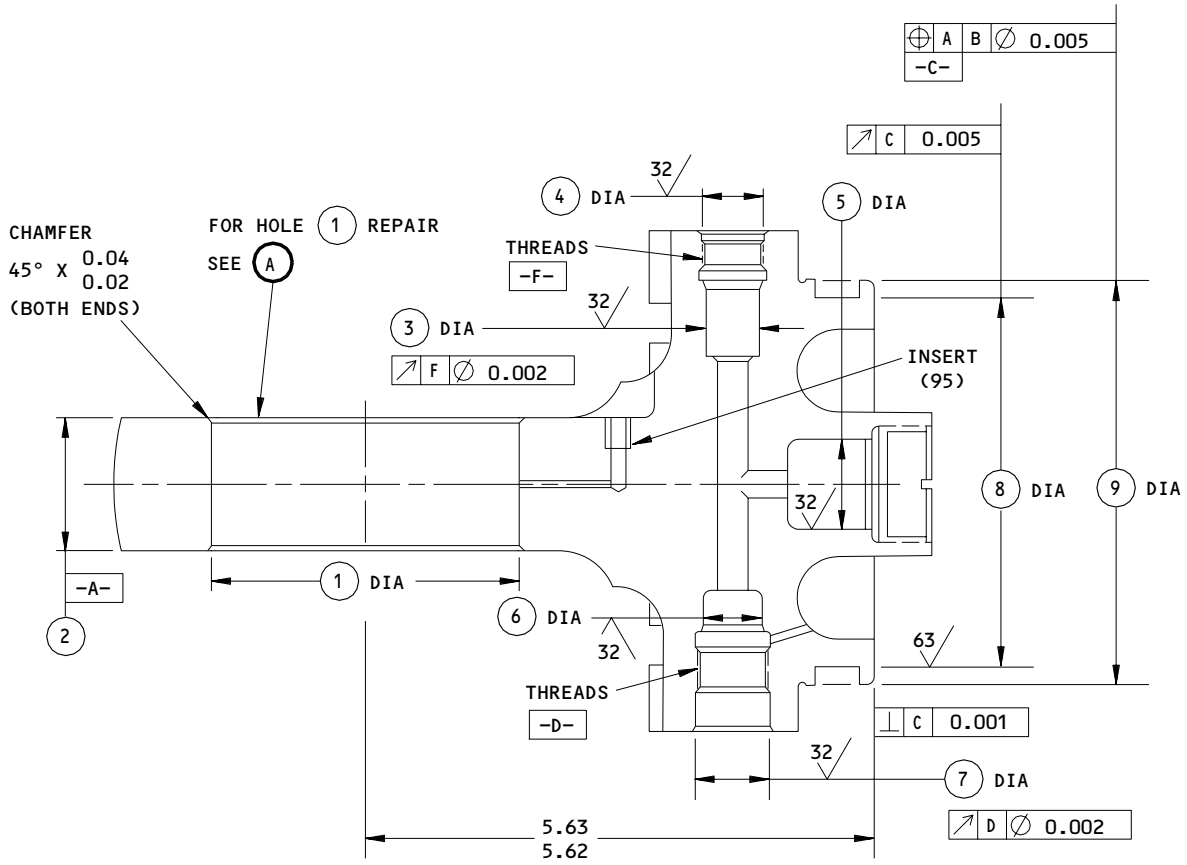 ⌖ A B ∅ 0.005
-C-
↗ C 0.005
32
4 DIA
5 DIA
FOR HOLE 1 REPAIR
SEE A
CHAMFER
45° X 0.04
0.02
(BOTH ENDS)
THREADS
-F-
32
3 DIA
↗ F ∅ 0.002
INSERT
(95)
8 DIA
9 DIA
32
-A-
1 DIA
2
6 DIA
32
63
THREADS
-D-
⊥ C 0.001
32
7 DIA
↗ D ∅ 0.002
5.63
5.62